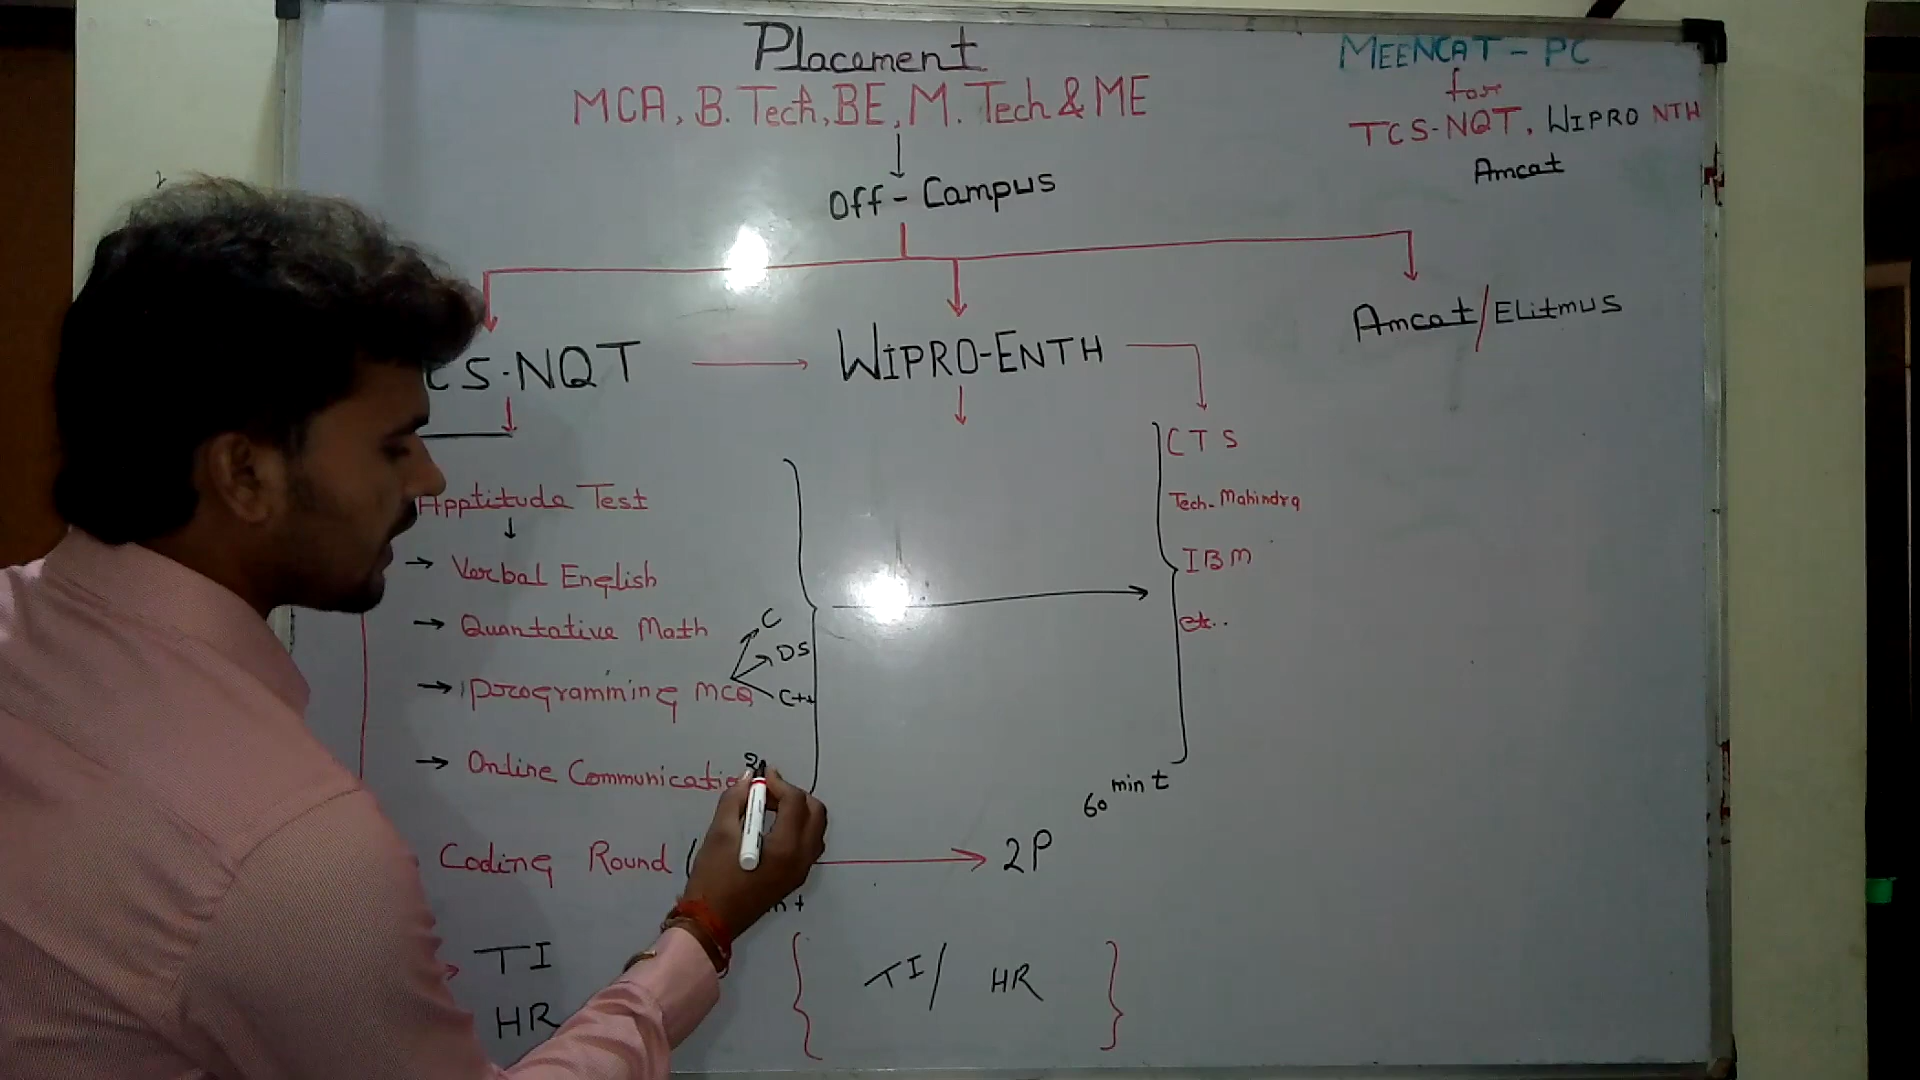 Placement
MCA, B. Tech, BE, M. Tech & ME
Off - Campus
MEENCAT - PC
for
TCS-NQT, WIPRO NTH
Amcat
CS-NQT
WIPRO-ENTH
Amcat/ELitmus
Apptitude Test
→ Verbal English
→ Quantative Math
→ programming MCQ
C
DS
C++
→ Online Communicatio
Coding Round (
2P
60 min t
CTS
Tech-Mahindra
IBM
etc..
TI
HR
{ TI/ HR }